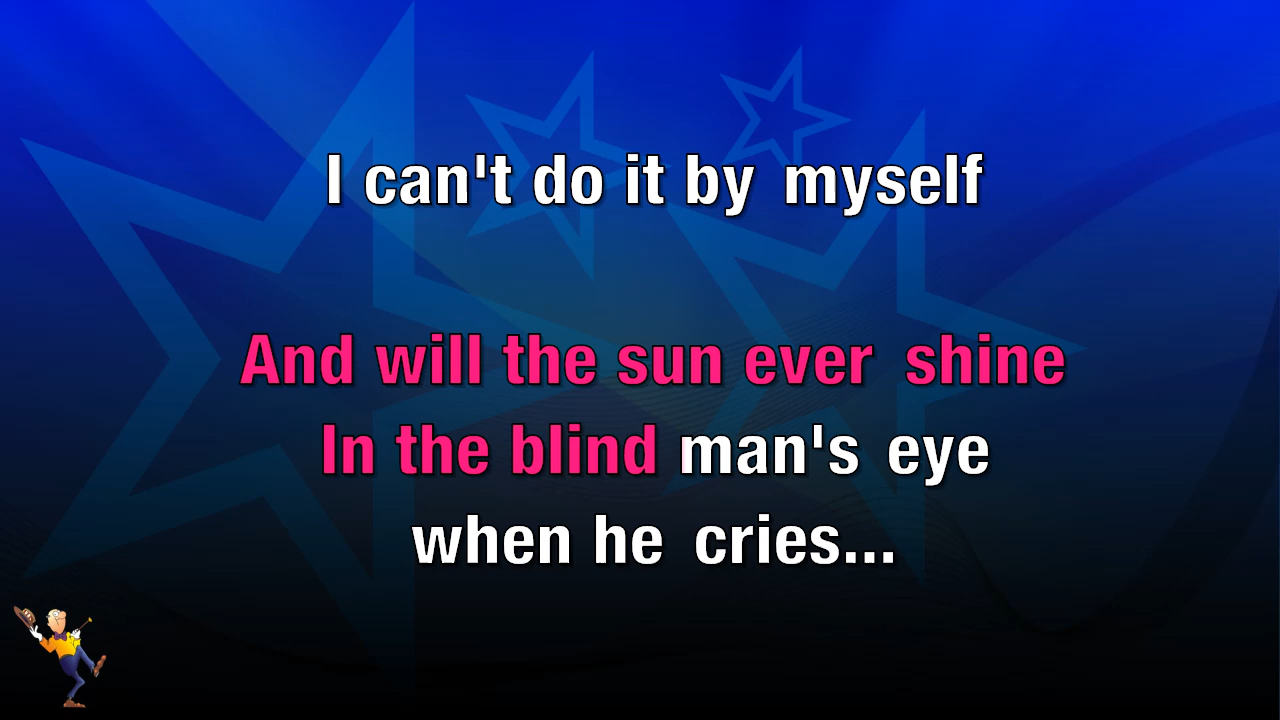 I can't do it by myself
And will the sun ever shine
In the blind man's eye
when he cries...